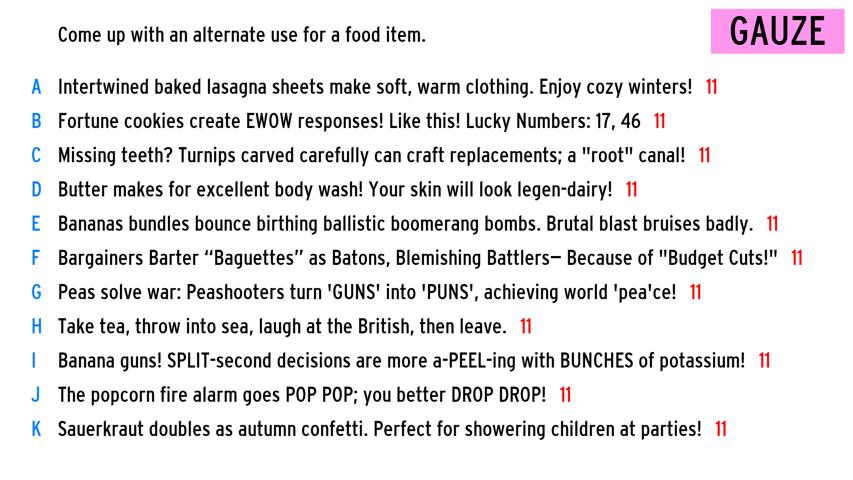 Come up with an alternate use for a food item.
GAUZE
A Intertwined baked lasagna sheets make soft, warm clothing. Enjoy cozy winters! 11
B Fortune cookies create EWOW responses! Like this! Lucky Numbers: 17, 46 11
C Missing teeth? Turnips carved carefully can craft replacements; a "root" canal! 11
D Butter makes for excellent body wash! Your skin will look legen-dairy! 11
E Bananas bundles bounce birthing ballistic boomerang bombs. Brutal blast bruises badly. 11
F Bargainers Barter “Baguettes” as Batons, Blemishing Battlers— Because of "Budget Cuts!" 11
G Peas solve war: Peashooters turn 'GUNS' into 'PUNS', achieving world 'pea'ce! 11
H Take tea, throw into sea, laugh at the British, then leave. 11
I Banana guns! SPLIT-second decisions are more a-PEEL-ing with BUNCHES of potassium! 11
J The popcorn fire alarm goes POP POP; you better DROP DROP! 11
K Sauerkraut doubles as autumn confetti. Perfect for showering children at parties! 11